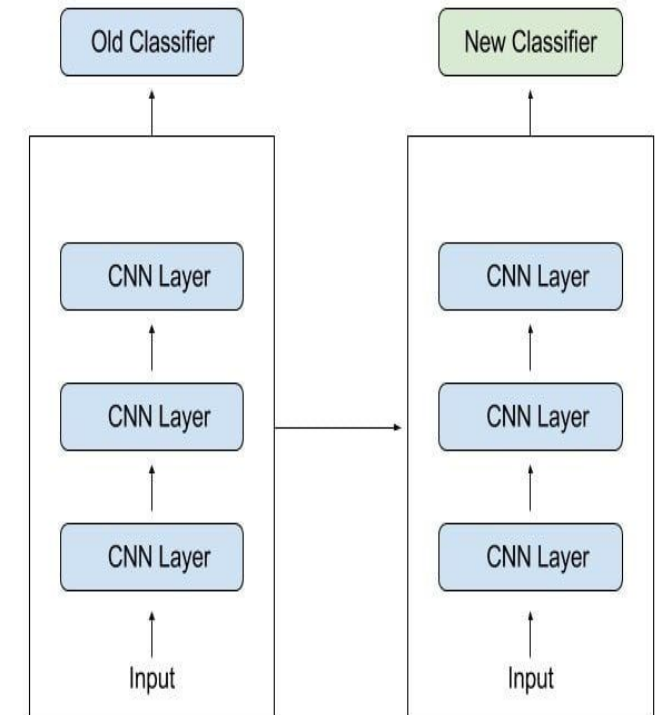 Old Classifier
New Classifier
CNN Layer
CNN Layer
CNN Layer
CNN Layer
CNN Layer
CNN Layer
Input
Input